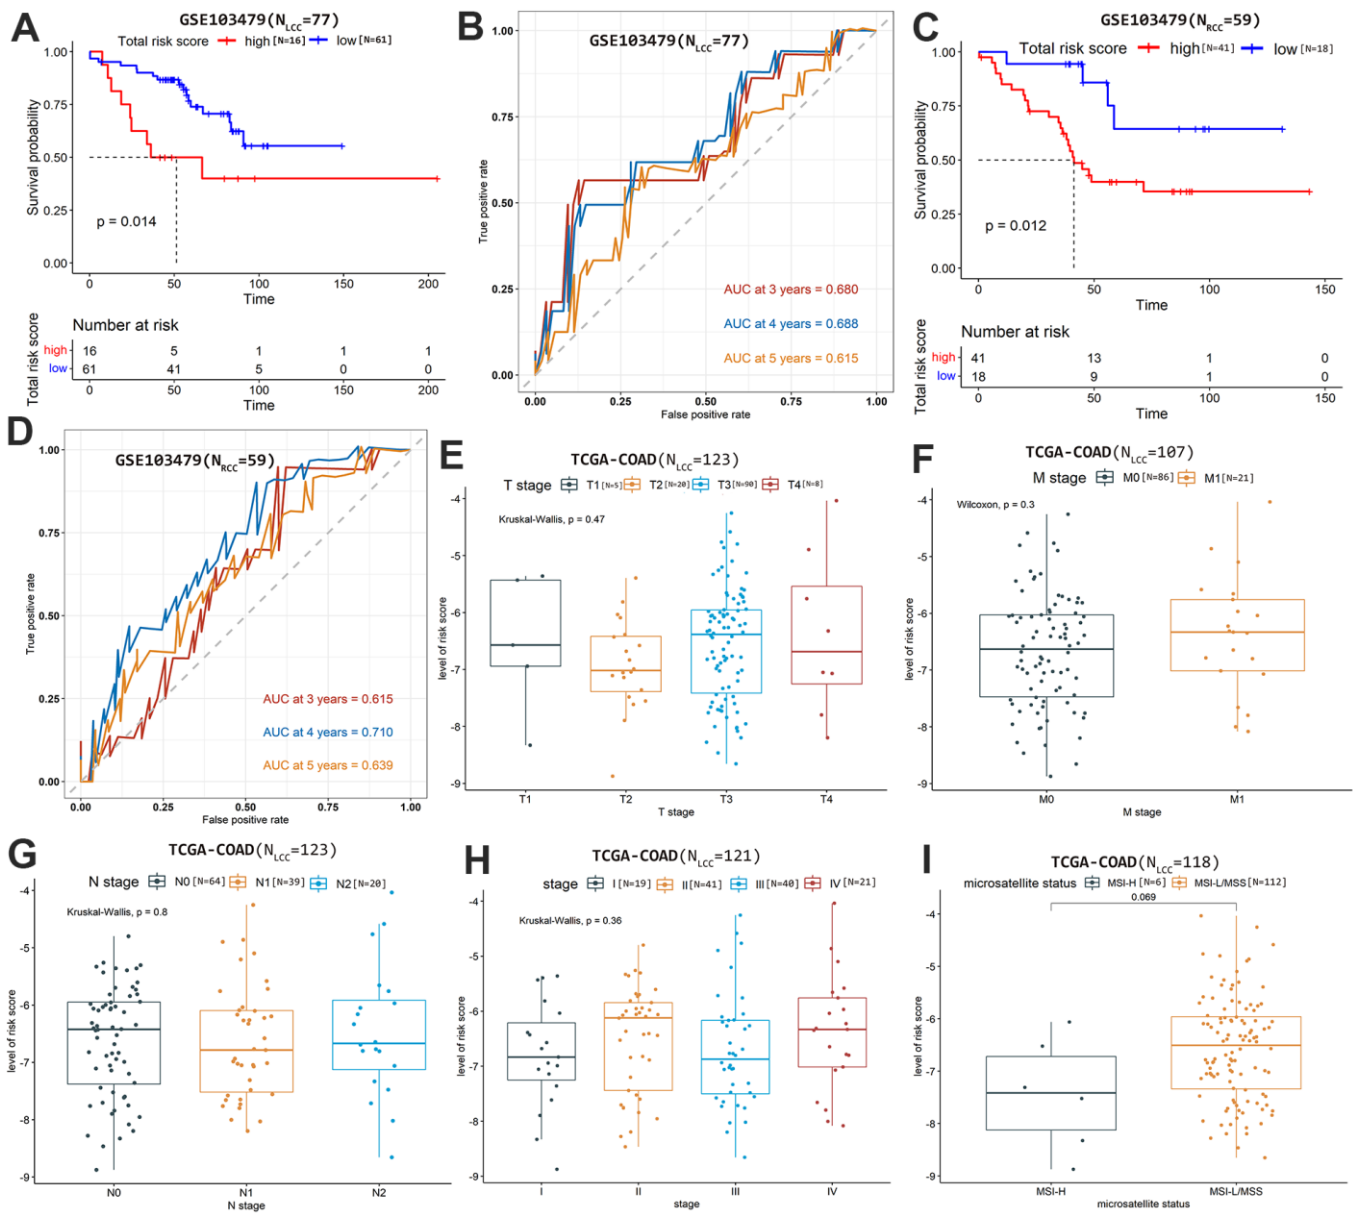 A
GSE103479(N_LCC=77)
Total risk score high[N=16] low[N=61]
Survival probability
1.00
0.75
0.50
0.25
0.00
p = 0.014
0 50 100 150 200
Time
Number at risk
Total risk score
high 16 5 1 1 1
low 61 41 5 0 0
0 50 100 150 200
Time
B
GSE103479(N_LCC=77)
True positive rate
1.00
0.75
0.50
0.25
0.00
AUC at 3 years = 0.680
AUC at 4 years = 0.688
AUC at 5 years = 0.615
0.00 0.25 0.50 0.75 1.00
False positive rate
C
GSE103479(N_RCC=59)
Total risk score high[N=41] low[N=18]
Survival probability
1.00
0.75
0.50
0.25
0.00
p = 0.012
0 50 100 150
Time
Number at risk
Total risk score
high 41 13 1 0
low 18 9 1 0
0 50 100 150
Time
D
GSE103479(N_RCC=59)
True positive rate
1.00
0.75
0.50
0.25
0.00
AUC at 3 years = 0.615
AUC at 4 years = 0.710
AUC at 5 years = 0.639
0.00 0.25 0.50 0.75 1.00
False positive rate
E
TCGA-COAD(N_LCC=123)
T stage T1[N=5] T2[N=20] T3[N=90] T4[N=8]
Kruskal-Wallis, p = 0.47
level of risk score
-4
-5
-6
-7
-8
-9
T1 T2 T3 T4
T stage
F
TCGA-COAD(N_LCC=107)
M stage M0[N=86] M1[N=21]
Wilcoxon, p = 0.3
level of risk score
-4
-5
-6
-7
-8
-9
M0 M1
M stage
G
TCGA-COAD(N_LCC=123)
N stage N0[N=64] N1[N=39] N2[N=20]
Kruskal-Wallis, p = 0.8
level of risk score
-4
-5
-6
-7
-8
-9
N0 N1 N2
N stage
H
TCGA-COAD(N_LCC=121)
stage I[N=19] II[N=41] III[N=40] IV[N=21]
Kruskal-Wallis, p = 0.36
level of risk score
-4
-5
-6
-7
-8
-9
I II III IV
stage
I
TCGA-COAD(N_LCC=118)
microsatellite status MSI-H[N=6] MSI-L/MSS[N=112]
0.069
level of risk score
-4
-5
-6
-7
-8
-9
MSI-H MSI-L/MSS
microsatellite status